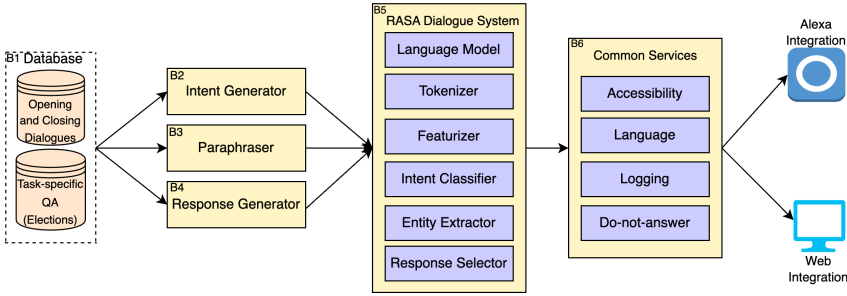 B1 Database
Opening
and Closing
Dialogues
Task-specific
QA
(Elections)
B2
Intent Generator
B3
Paraphraser
B4
Response Generator
B5
RASA Dialogue System
Language Model
Tokenizer
Featurizer
Intent Classifier
Entity Extractor
Response Selector
B6
Common Services
Accessibility
Language
Logging
Do-not-answer
Alexa
Integration
Web
Integration